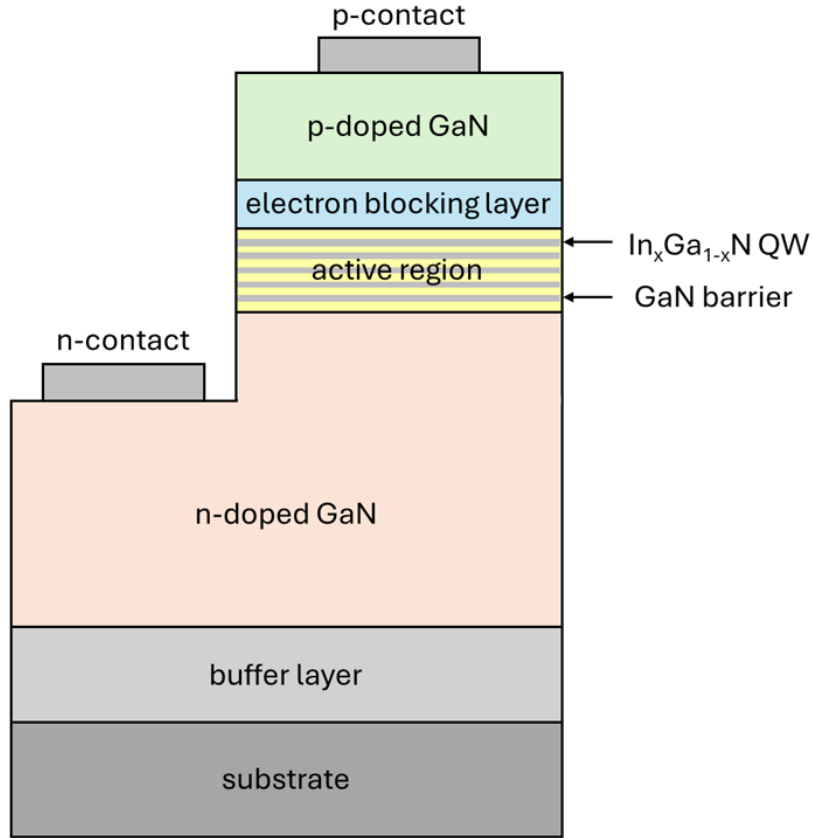 p-contact
p-doped GaN
electron blocking layer
InₓGa₁₋ₓN QW
active region
GaN barrier
n-contact
n-doped GaN
buffer layer
substrate